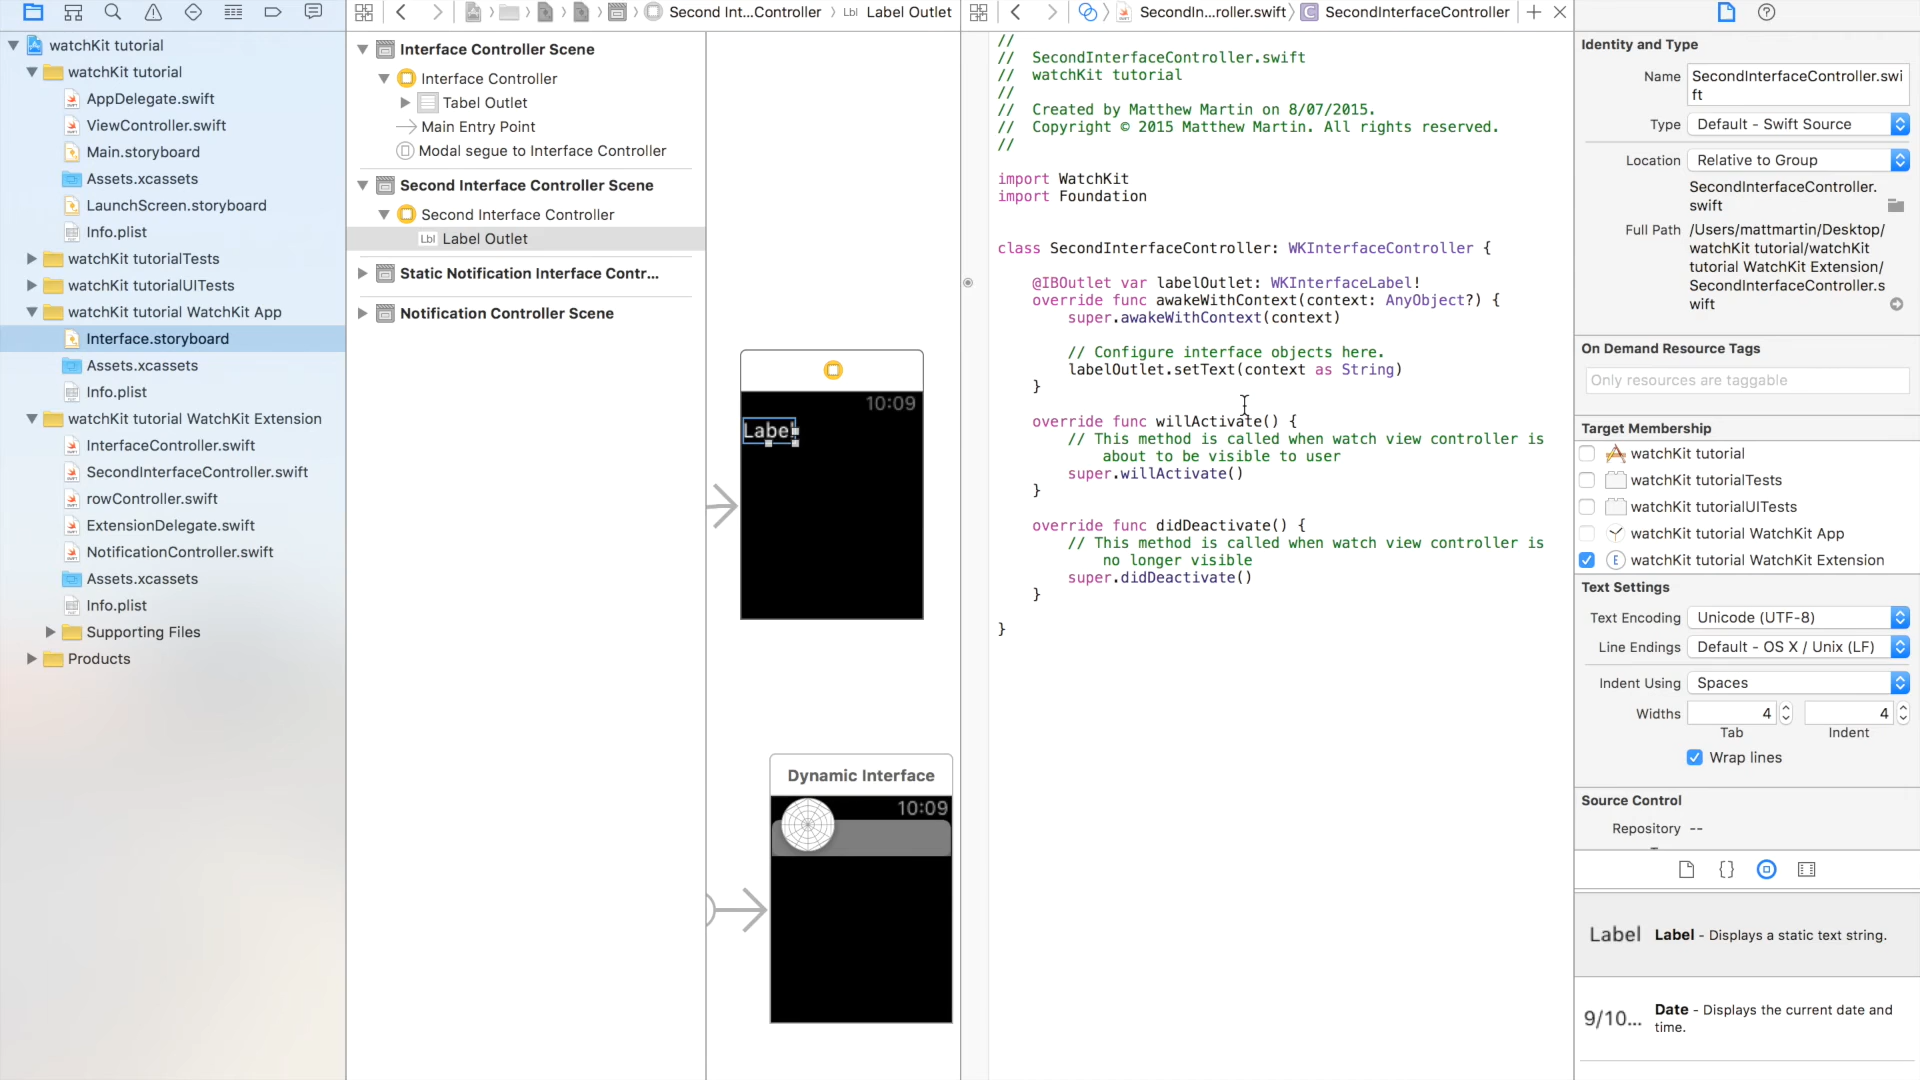 Second Int...Controller
Lbl Label Outlet
SecondIn...roller.swift
C SecondInterfaceController
watchKit tutorial
watchKit tutorial
AppDelegate.swift
ViewController.swift
Main.storyboard
Assets.xcassets
LaunchScreen.storyboard
Info.plist
watchKit tutorialTests
watchKit tutorialUITests
watchKit tutorial WatchKit App
Interface.storyboard
Assets.xcassets
Info.plist
watchKit tutorial WatchKit Extension
InterfaceController.swift
SecondInterfaceController.swift
rowController.swift
ExtensionDelegate.swift
NotificationController.swift
Assets.xcassets
Info.plist
Supporting Files
Products
Interface Controller Scene
Interface Controller
Tabel Outlet
Main Entry Point
Modal segue to Interface Controller
Second Interface Controller Scene
Second Interface Controller
Lbl Label Outlet
Static Notification Interface Contr...
Notification Controller Scene
10:09
Label
Dynamic Interface
10:09
//
// SecondInterfaceController.swift
// watchKit tutorial
//
// Created by Matthew Martin on 8/07/2015.
// Copyright © 2015 Matthew Martin. All rights reserved.
//
import WatchKit
import Foundation
class SecondInterfaceController: WKInterfaceController {
@IBOutlet var labelOutlet: WKInterfaceLabel!
override func awakeWithContext(context: AnyObject?) {
super.awakeWithContext(context)
// Configure interface objects here.
labelOutlet.setText(context as String)
}
override func willActivate() {
// This method is called when watch view controller is
about to be visible to user
super.willActivate()
}
override func didDeactivate() {
// This method is called when watch view controller is
no longer visible
super.didDeactivate()
}
}
Identity and Type
Name SecondInterfaceController.swi
ft
Type Default - Swift Source
Location Relative to Group
SecondInterfaceController.
swift
Full Path /Users/mattmartin/Desktop/
watchKit tutorial/watchKit
tutorial WatchKit Extension/
SecondInterfaceController.s
wift
On Demand Resource Tags
Only resources are taggable
Target Membership
watchKit tutorial
watchKit tutorialTests
watchKit tutorialUITests
watchKit tutorial WatchKit App
E watchKit tutorial WatchKit Extension
Text Settings
Text Encoding Unicode (UTF-8)
Line Endings Default - OS X / Unix (LF)
Indent Using Spaces
Widths 4 4
Tab Indent
Wrap lines
Source Control
Repository --
{}
Label Label - Displays a static text string.
9/10... Date - Displays the current date and
time.